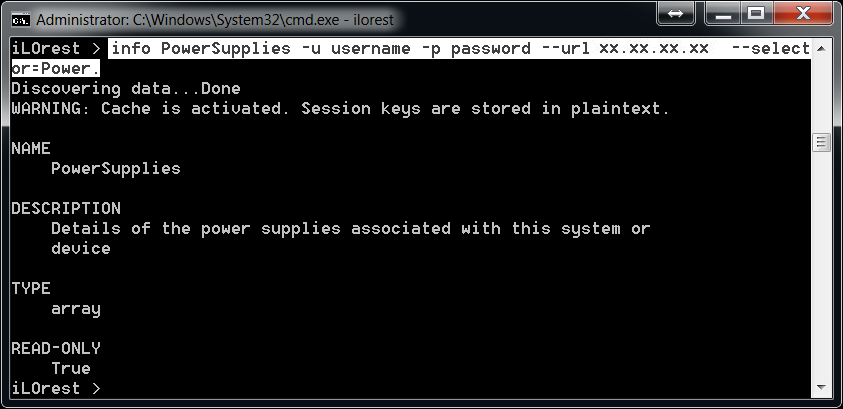 Administrator: C:\Windows\System32\cmd.exe - ilorest
iLOrest > info PowerSupplies -u username -p password --url xx.xx.xx.xx  --select
or=Power.
Discovering data...Done
WARNING: Cache is activated. Session keys are stored in plaintext.
NAME
PowerSupplies
DESCRIPTION
Details of the power supplies associated with this system or
device
TYPE
array
READ-ONLY
True
iLOrest >